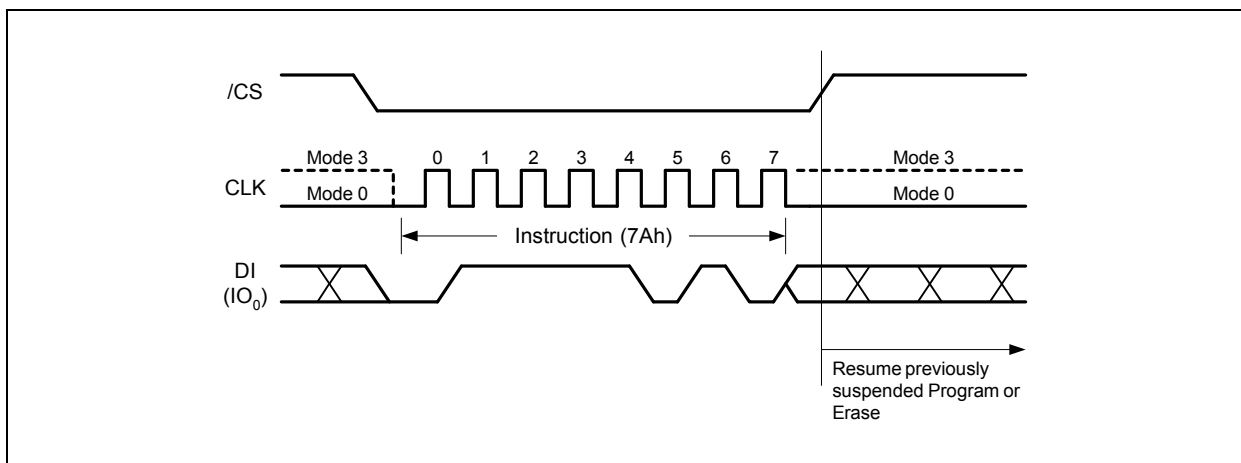 /CS
Mode 3 0 1 2 3 4 5 6 7 Mode 3
CLK
Mode 0 Mode 0
Instruction (7Ah)
DI
(IO0)
Resume previously
suspended Program or
Erase